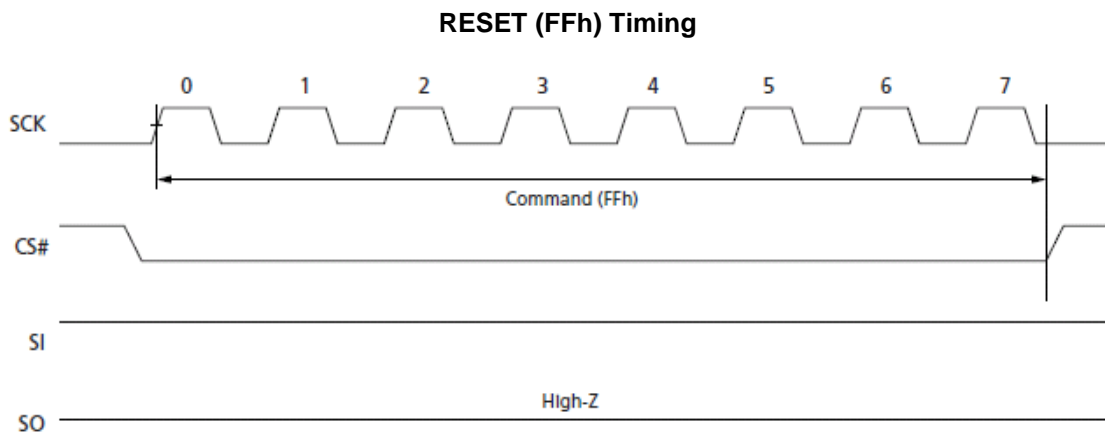 RESET (FFh) Timing
0 1 2 3 4 5 6 7
SCK
Command (FFh)
CS#
SI
High-Z
SO